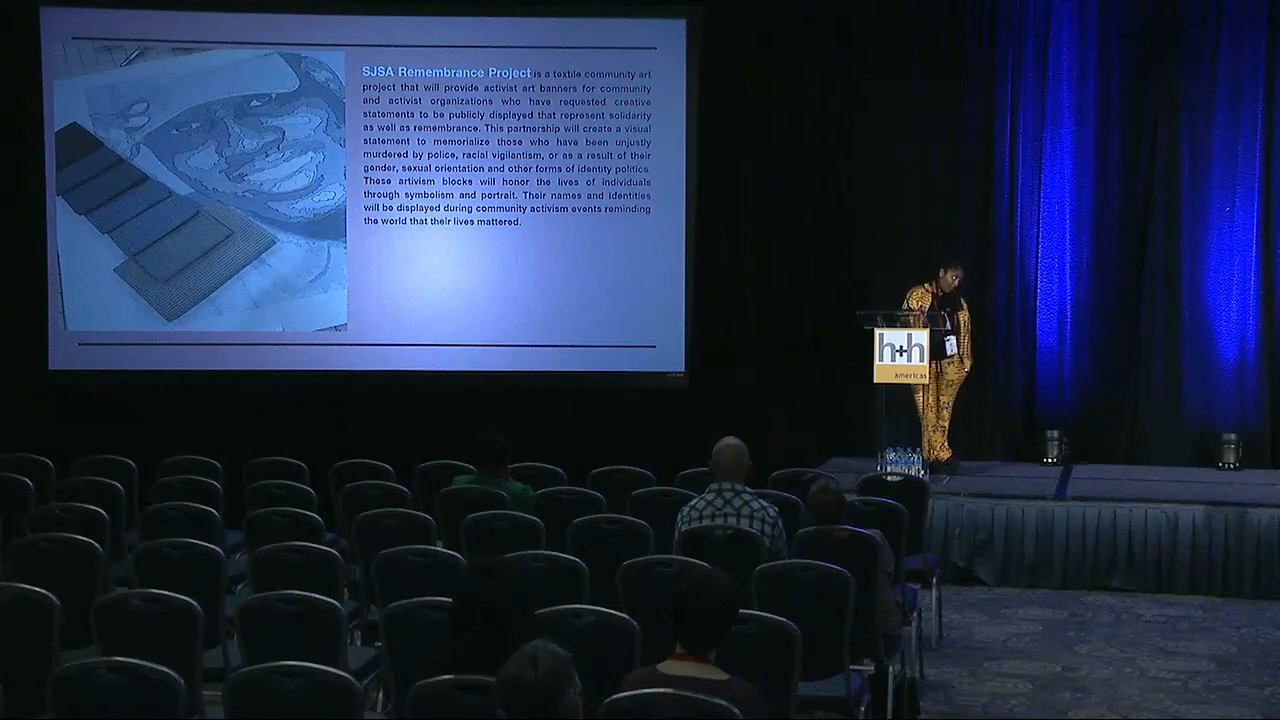 SJSA Remembrance Project is a textile community art
project that will provide activist art banners for community
and activist organizations who have requested creative
statements to be publicly displayed that represent solidarity
as well as remembrance. This partnership will create a visual
statement to memorialize those who have been unjustly
murdered by police, racial vigilantism, or as a result of their
gender, sexual orientation and other forms of identity politics.
These artivism blocks will honor the lives of individuals
through symbolism and portrait. Their names and identities
will be displayed during community activism events reminding
the world that their lives mattered.
h+h
americas